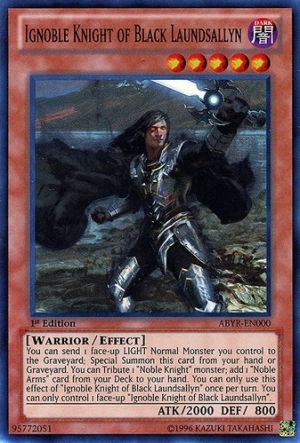 IGNOBLE KNIGHT OF BLACK LAUNDSALLYN
DARK
闇
1st Edition
ABYR-EN000
[WARRIOR / EFFECT]
You can send 1 face-up LIGHT Normal Monster you control to
the Graveyard; Special Summon this card from your hand or
Graveyard. You can Tribute 1 "Noble Knight" monster; add 1 "Noble
Arms" card from your Deck to your hand. You can only use this
effect of "Ignoble Knight of Black Laundsallyn" once per turn. You
can only control 1 face-up "Ignoble Knight of Black Laundsallyn".
ATK/2000 DEF/ 800
95772051
©1996 KAZUKI TAKAHASHI